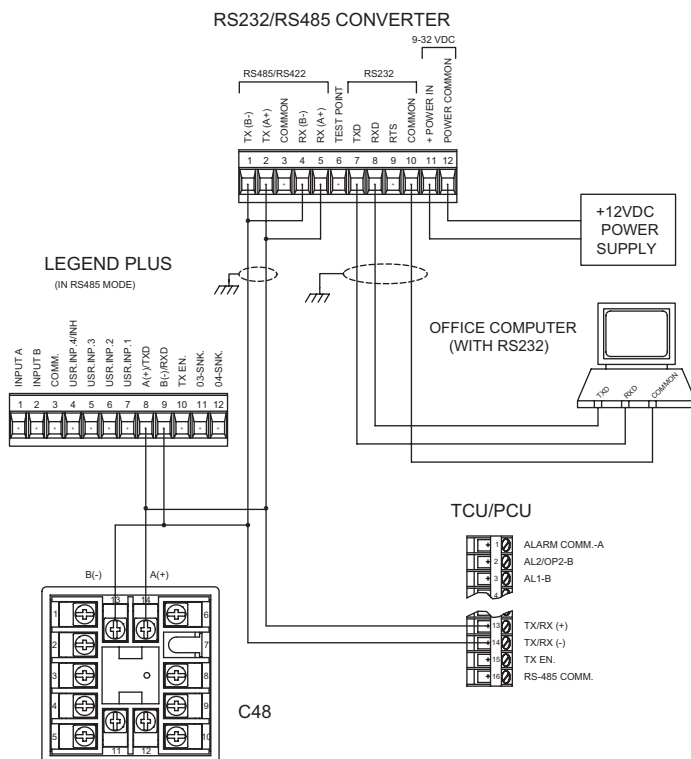 RS232/RS485 CONVERTER
9-32 VDC
RS485/RS422
RS232
TX (B-)
TX (A+)
COMMON
RX (B-)
RX (A+)
TEST POINT
TXD
RXD
RTS
COMMON
+ POWER IN
POWER COMMON
1 2 3 4 5 6 7 8 9 10 11 12
+12VDC
POWER
SUPPLY
LEGEND PLUS
(IN RS485 MODE)
OFFICE COMPUTER
(WITH RS232)
TXD
RXD
COMMON
INPUT A
INPUT B
COMM.
USR.INP.4/INH
USR.INP.3
USR.INP.2
USR.INP.1
A(+)/TXD
B(-)/RXD
TX EN.
03-SNK.
04-SNK.
1 2 3 4 5 6 7 8 9 10 11 12
TCU/PCU
1 ALARM COMM.-A
2 AL2/OP2-B
3 AL1-B
4
13 TX/RX (+)
14 TX/RX (-)
15 TX EN.
16 RS-485 COMM.
B(-) A(+)
13 14
1 6
2 7
3 8
4 9
5 10
11 12
C48